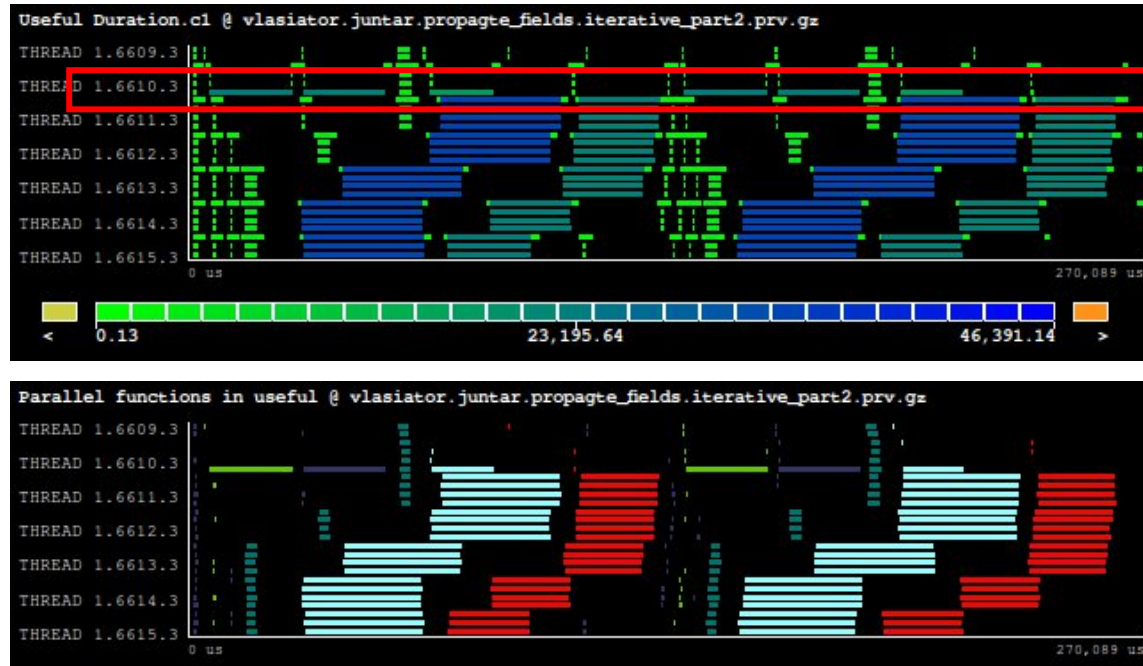 Useful Duration.c1 @ vlasiator.juntar.propagte_fields.iterative_part2.prv.gz
THREAD 1.6609.3
THREAD 1.6610.3
THREAD 1.6611.3
THREAD 1.6612.3
THREAD 1.6613.3
THREAD 1.6614.3
THREAD 1.6615.3
0 us 270,089 us
< 0.13 23,195.64 46,391.14 >
Parallel functions in useful @ vlasiator.juntar.propagte_fields.iterative_part2.prv.gz
THREAD 1.6609.3
THREAD 1.6610.3
THREAD 1.6611.3
THREAD 1.6612.3
THREAD 1.6613.3
THREAD 1.6614.3
THREAD 1.6615.3
0 us 270,089 us